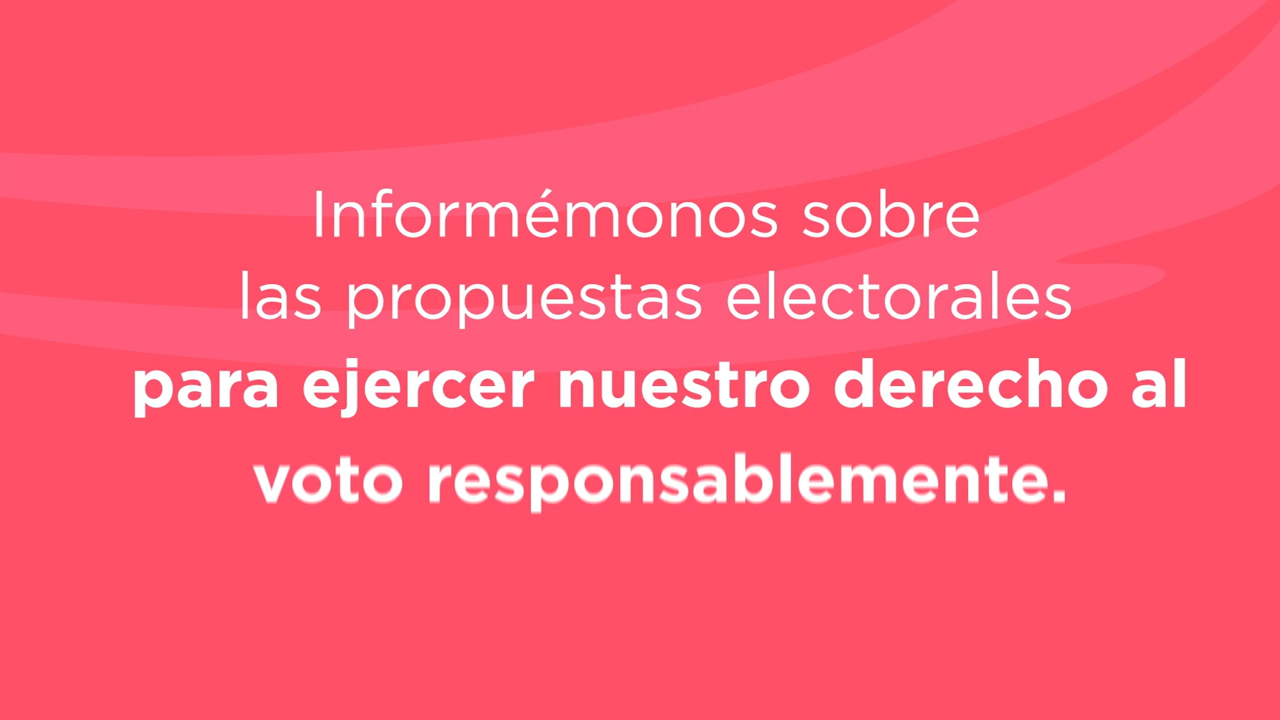 Informémonos sobre
las propuestas electorales
para ejercer nuestro derecho al
voto responsablemente.